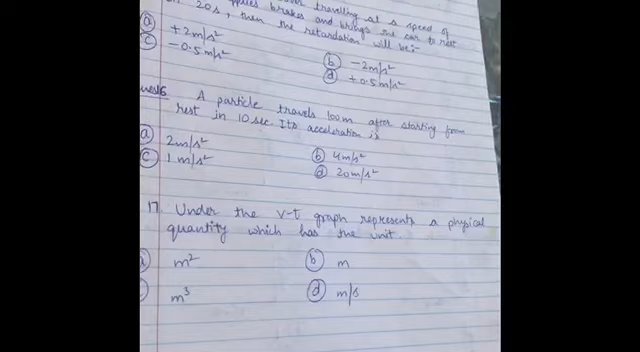 travelling at a speed of
brakes and brings the car to rest
20s, then the retardation will be:-
(a) +2m/s² (b) -2m/s²
(c) -0.5m/s² (d) +0.5m/s²
A particle travels 100m after starting from
rest in 10 sec. Its acceleration is
(a) 2m/s² (b) 4m/s²
(c) 1m/s² (d) 20m/s²
17. Under the v-t graph represents a physical
quantity which has the unit.
m² (b) m
m³ (d) m/s